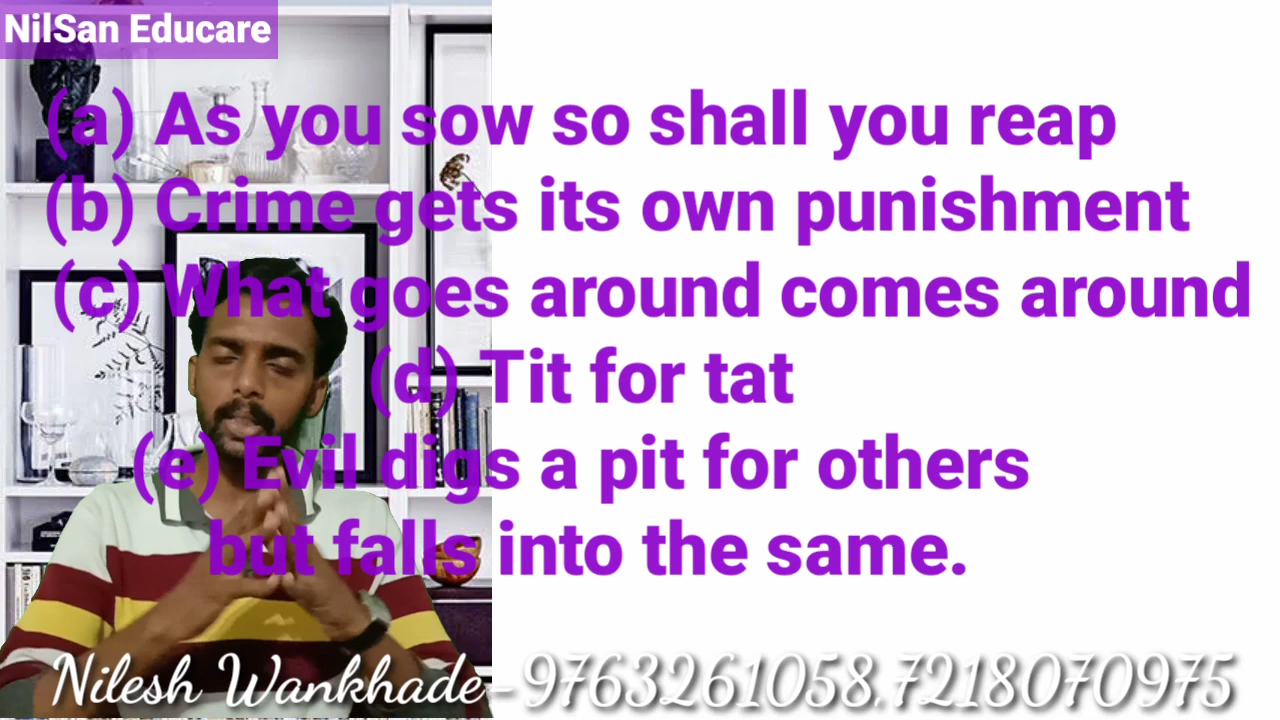 NilSan Educare
(a) As you sow so shall you reap
(b) Crime gets its own punishment
(c) What goes around comes around
(d) Tit for tat
(e) Evil digs a pit for others
but falls into the same.
Nilesh Wankhade-9763261058,7218070975